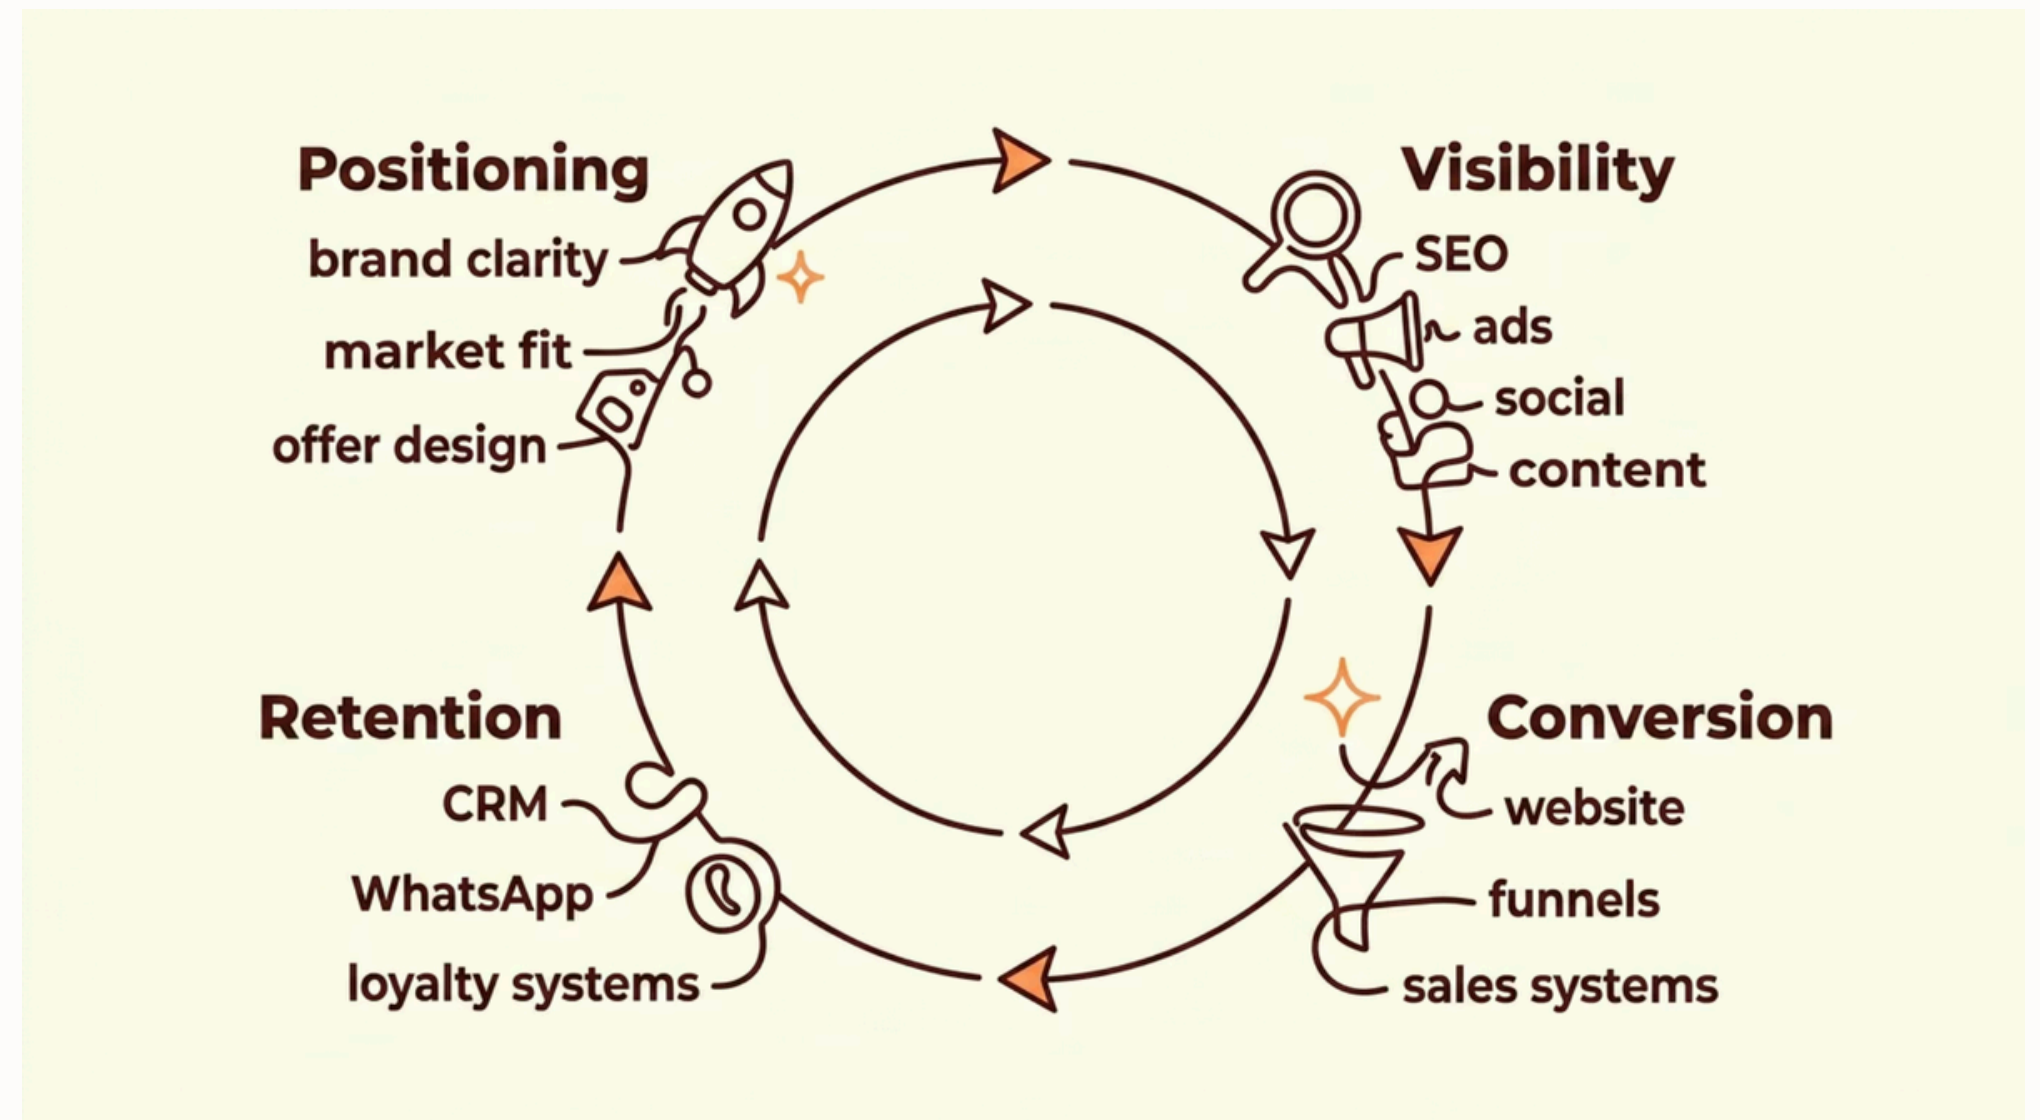 Positioning
brand clarity
market fit
offer design
Visibility
SEO
ads
social
content
Conversion
website
funnels
sales systems
Retention
CRM
WhatsApp
loyalty systems